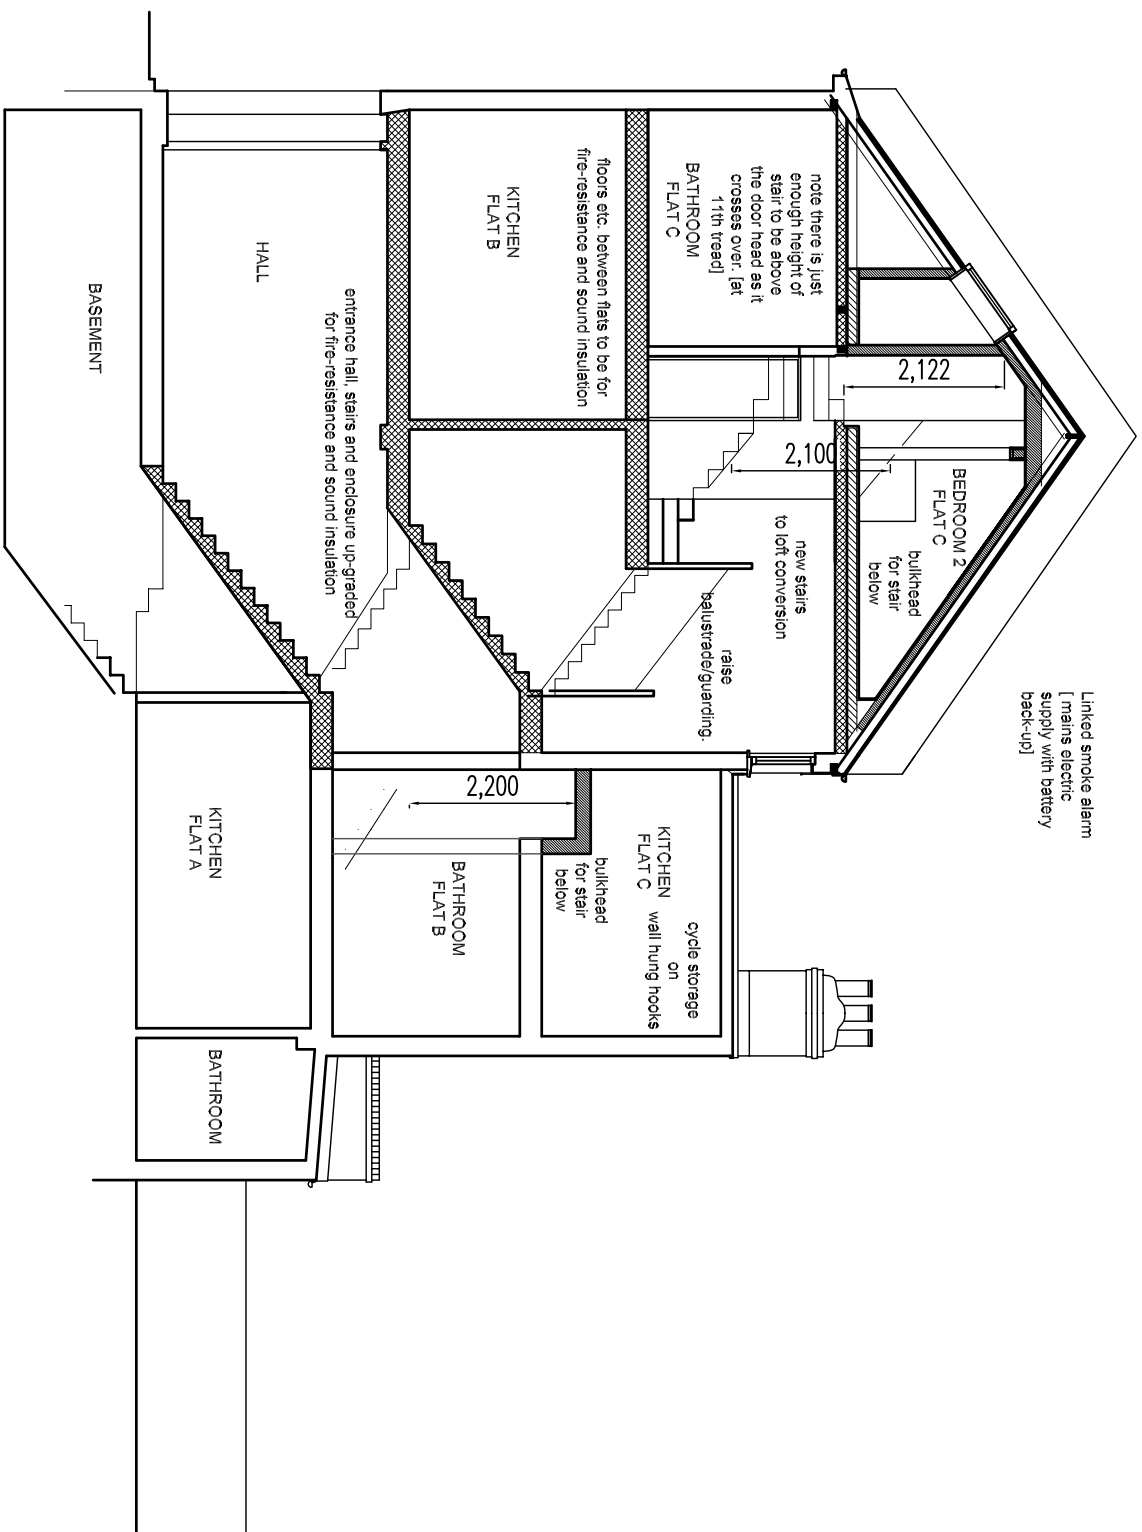 Linked smoke alarm
[ mains electric
supply with battery
back-up]
BEDROOM 2
FLAT C
bulkhead
for stair
below
2,122
2,100
note there is just
enough height of
stair to be above
the door head as it
crosses over. [at
11th tread]
BATHROOM
FLAT C
new stairs
to loft conversion
raise
balustrade/guarding.
cycle storage
on
wall hung hooks
KITCHEN
FLAT C
bulkhead
for stair
below
floors etc. between flats to be for
fire-resistance and sound insulation
KITCHEN
FLAT B
2,200
BATHROOM
FLAT B
entrance hall, stairs and enclosure up-graded
for fire-resistance and sound insulation
HALL
KITCHEN
FLAT A
BATHROOM
BASEMENT